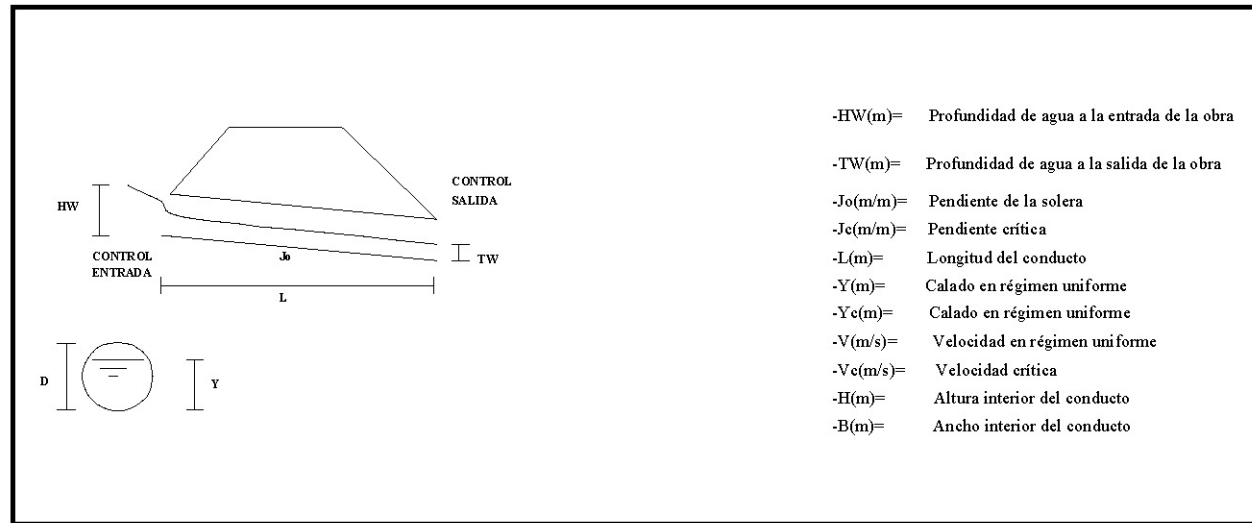 HW
CONTROL
ENTRADA
Jo
L
CONTROL
SALIDA
TW
D
Y
-HW(m)= Profundidad de agua a la entrada de la obra
-TW(m)= Profundidad de agua a la salida de la obra
-Jo(m/m)= Pendiente de la solera
-Jc(m/m)= Pendiente crítica
-L(m)= Longitud del conducto
-Y(m)= Calado en régimen uniforme
-Yc(m)= Calado en régimen uniforme
-V(m/s)= Velocidad en régimen uniforme
-Vc(m/s)= Velocidad crítica
-H(m)= Altura interior del conducto
-B(m)= Ancho interior del conducto